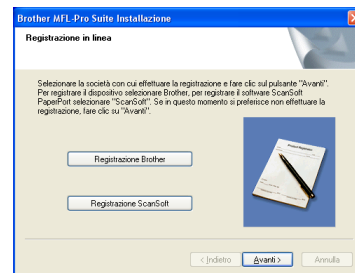 Brother MFL-Pro Suite Installazione
Registrazione in linea
Selezionare la società con cui effettuare la registrazione e fare clic sul pulsante "Avanti".
Per registrare il dispositivo selezionare Brother, per registrare il software ScanSoft
PaperPort selezionare "ScanSoft". Se in questo momento si preferisce non effettuare la
registrazione, fare clic su "Avanti".
Registrazione Brother
Registrazione ScanSoft
< Indietro Avanti > Annulla